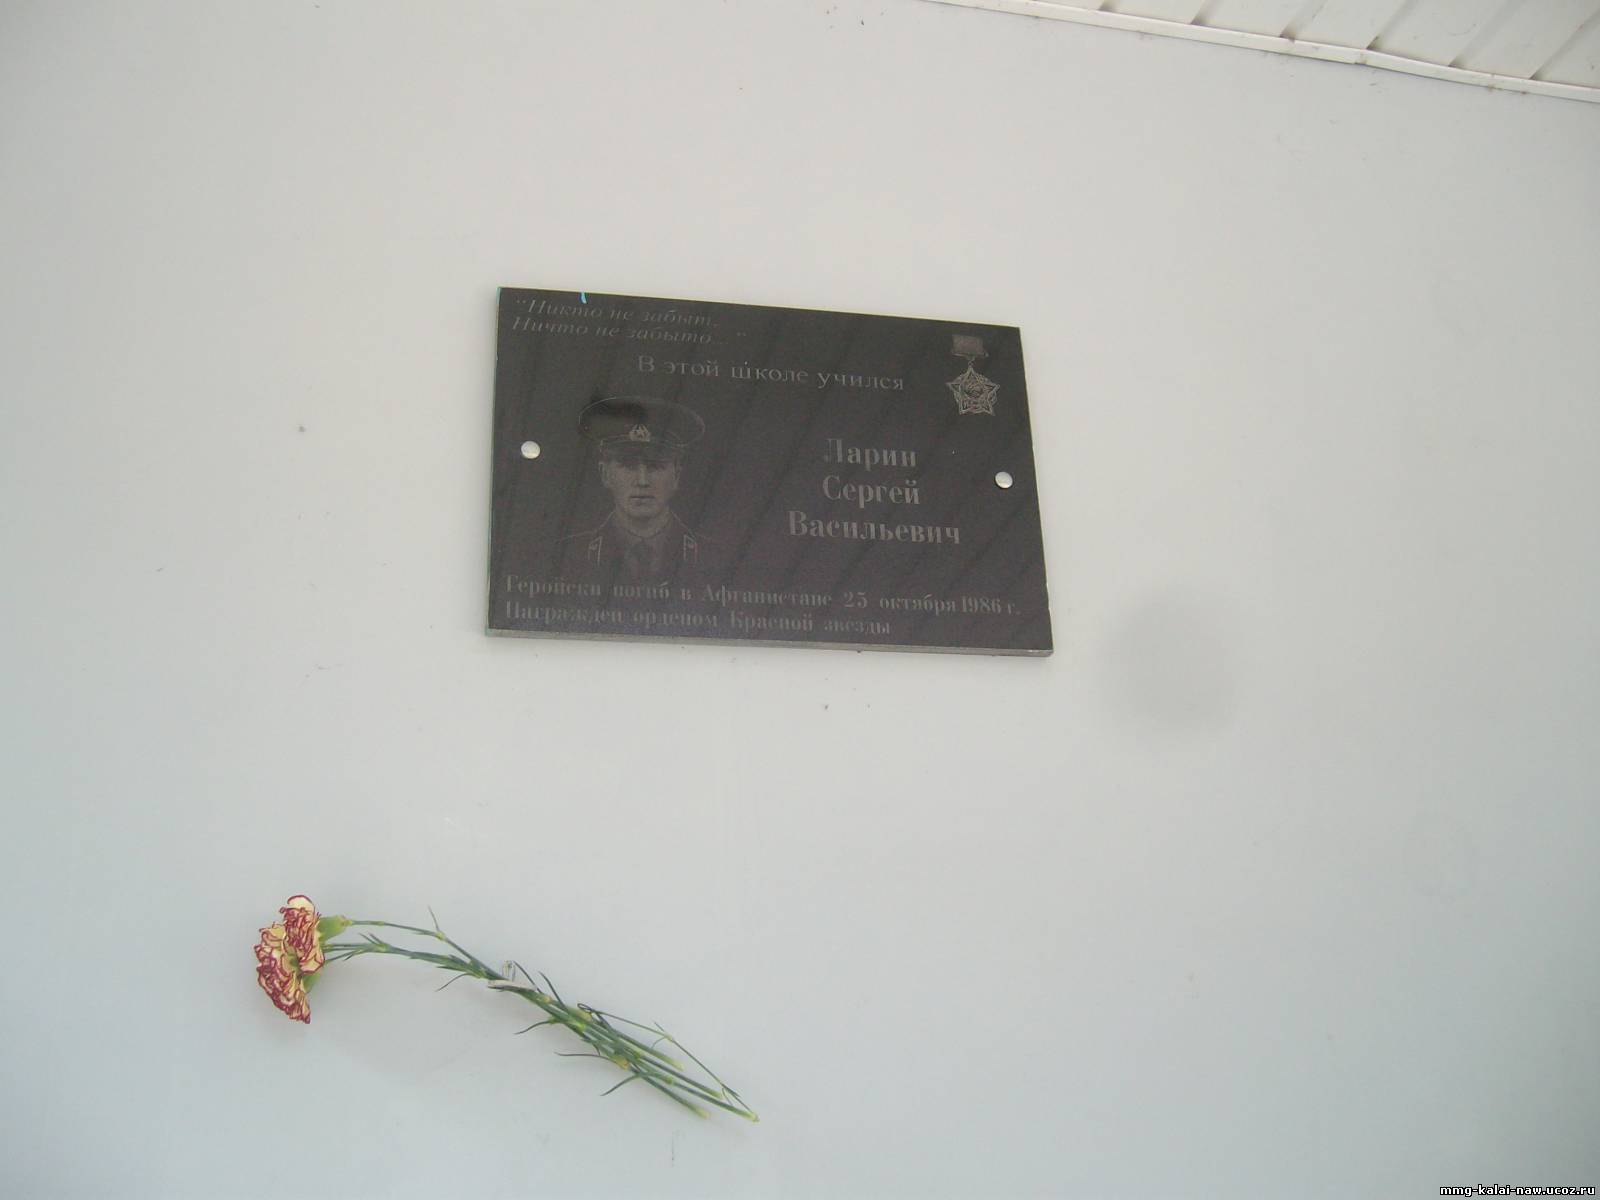 "Никто не забыт.
Ничто не забыто..."
В этой школе учился
Ларин
Сергей
Васильевич
Геройски погиб в Афганистане 25 октября 1986 г.
Награжден орденом Красной звезды
mmg-kalai-naw.ucoz.ru